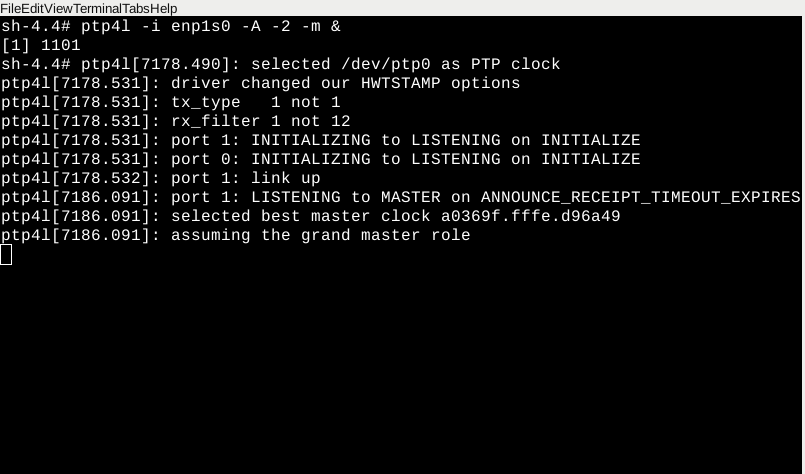 FileEditViewTerminalTabsHelp
sh-4.4# ptp4l -i enp1s0 -A -2 -m &
[1] 1101
sh-4.4# ptp4l[7178.490]: selected /dev/ptp0 as PTP clock
ptp4l[7178.531]: driver changed our HWTSTAMP options
ptp4l[7178.531]: tx_type   1 not 1
ptp4l[7178.531]: rx_filter 1 not 12
ptp4l[7178.531]: port 1: INITIALIZING to LISTENING on INITIALIZE
ptp4l[7178.531]: port 0: INITIALIZING to LISTENING on INITIALIZE
ptp4l[7178.532]: port 1: link up
ptp4l[7186.091]: port 1: LISTENING to MASTER on ANNOUNCE_RECEIPT_TIMEOUT_EXPIRES
ptp4l[7186.091]: selected best master clock a0369f.fffe.d96a49
ptp4l[7186.091]: assuming the grand master role